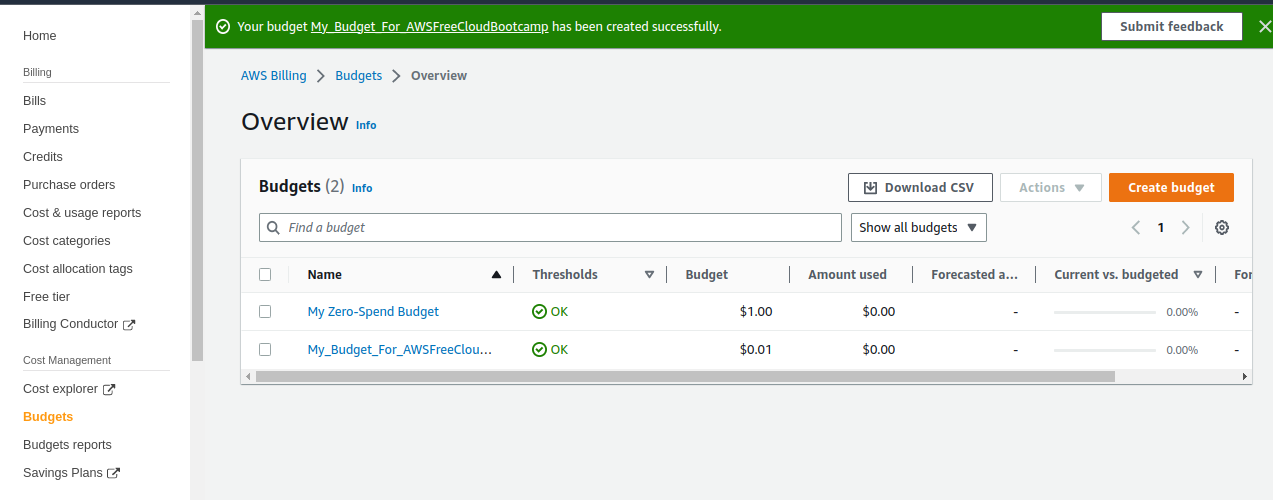 Home
Billing
Bills
Payments
Credits
Purchase orders
Cost & usage reports
Cost categories
Cost allocation tags
Free tier
Billing Conductor
Cost Management
Cost explorer
Budgets
Budgets reports
Savings Plans
Your budget My_Budget_For_AWSFreeCloudBootcamp has been created successfully.
Submit feedback
AWS Billing > Budgets > Overview
Overview Info
Budgets (2) Info
Download CSV
Actions
Create budget
Find a budget
Show all budgets
1
Name Thresholds Budget Amount used Forecasted a... Current vs. budgeted For
My Zero-Spend Budget OK $1.00 $0.00 - 0.00% -
My_Budget_For_AWSFreeClou... OK $0.01 $0.00 - 0.00% -